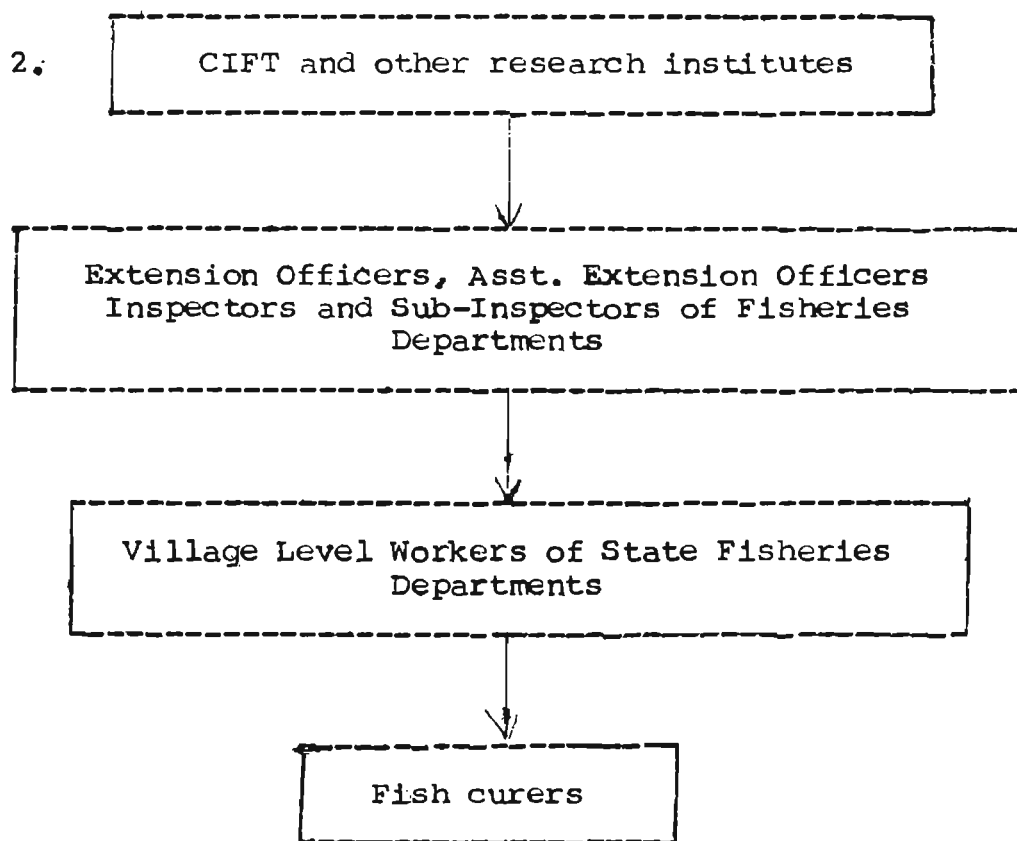 2. CIFT and other research institutes
Extension Officers, Asst. Extension Officers
Inspectors and Sub-Inspectors of Fisheries
Departments
Village Level Workers of State Fisheries
Departments
Fish curers